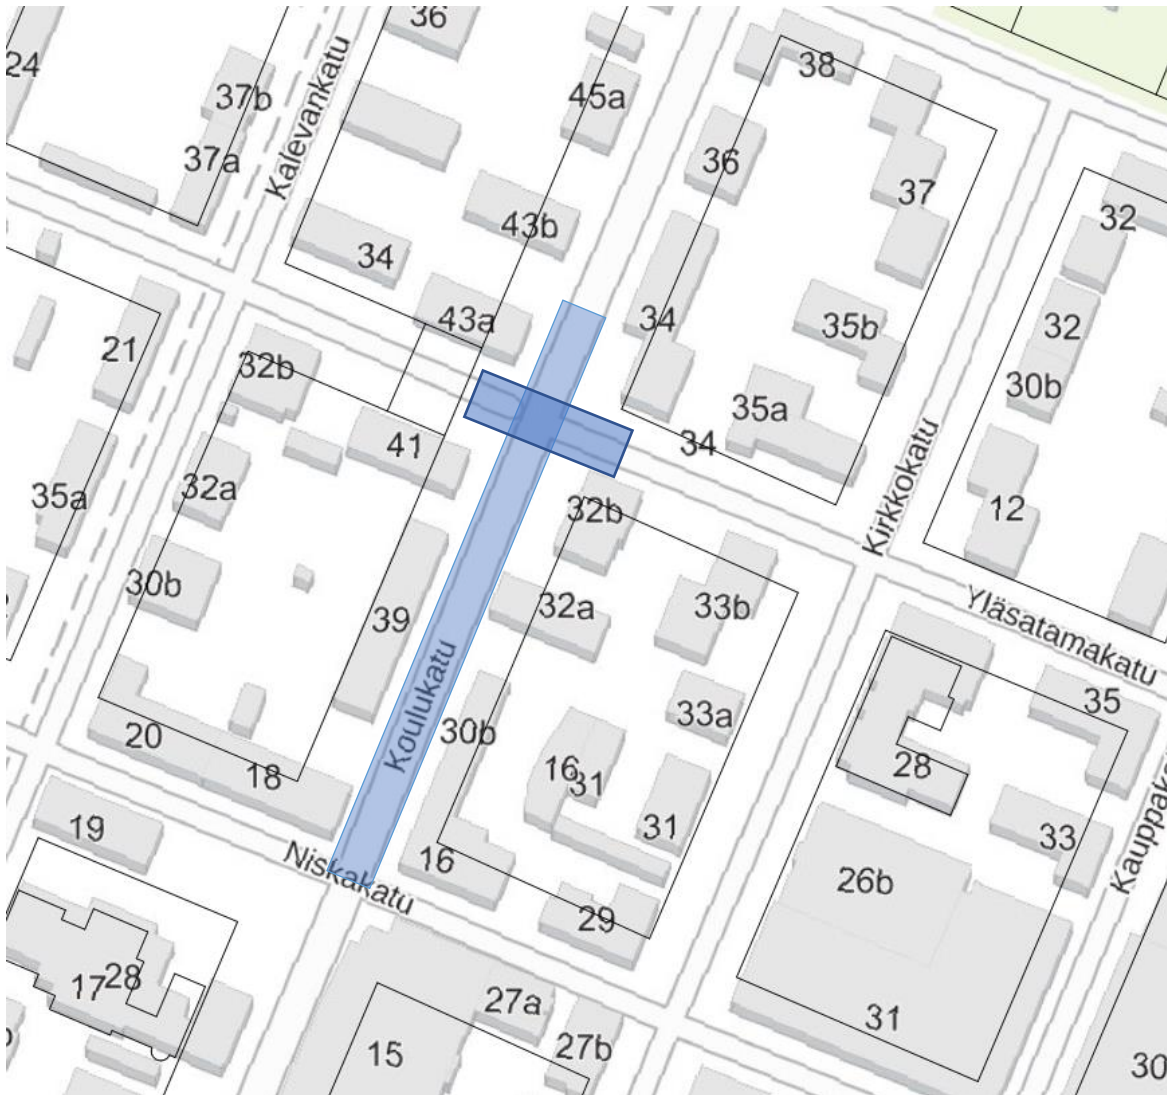 36
38
24
37b
45a
Kalevankatu
37a
36
37
32
43b
34
43a
34
35b
32
21
32b
30b
35a
41
34
32a
35a
32b
12
Kirkkokatu
30b
32a
33b
Yläsatamakatu
39
Koulukatu
33a
35
30b
20
18
16
31
28
19
31
33
Niskakatu
16
26b
Kauppaka
29
28
17
27a
31
15
27b
30